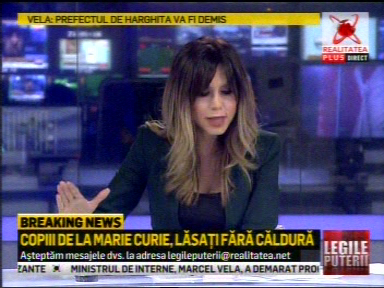 VELA: PREFECTUL DE HARGHITA VA FI DEMIS
REALITATEA
PLUS DIRECT
BREAKING NEWS
COPIII DE LA MARIE CURIE, LĂSAȚI FĂRĂ CĂLDURĂ
Așteptăm mesajele dvs. la adresa legileputerii@realitatea.net
LEGILE
PUTERII
ZANTE * MINISTRUL DE INTERNE, MARCEL VELA, A DEMARAT PRO